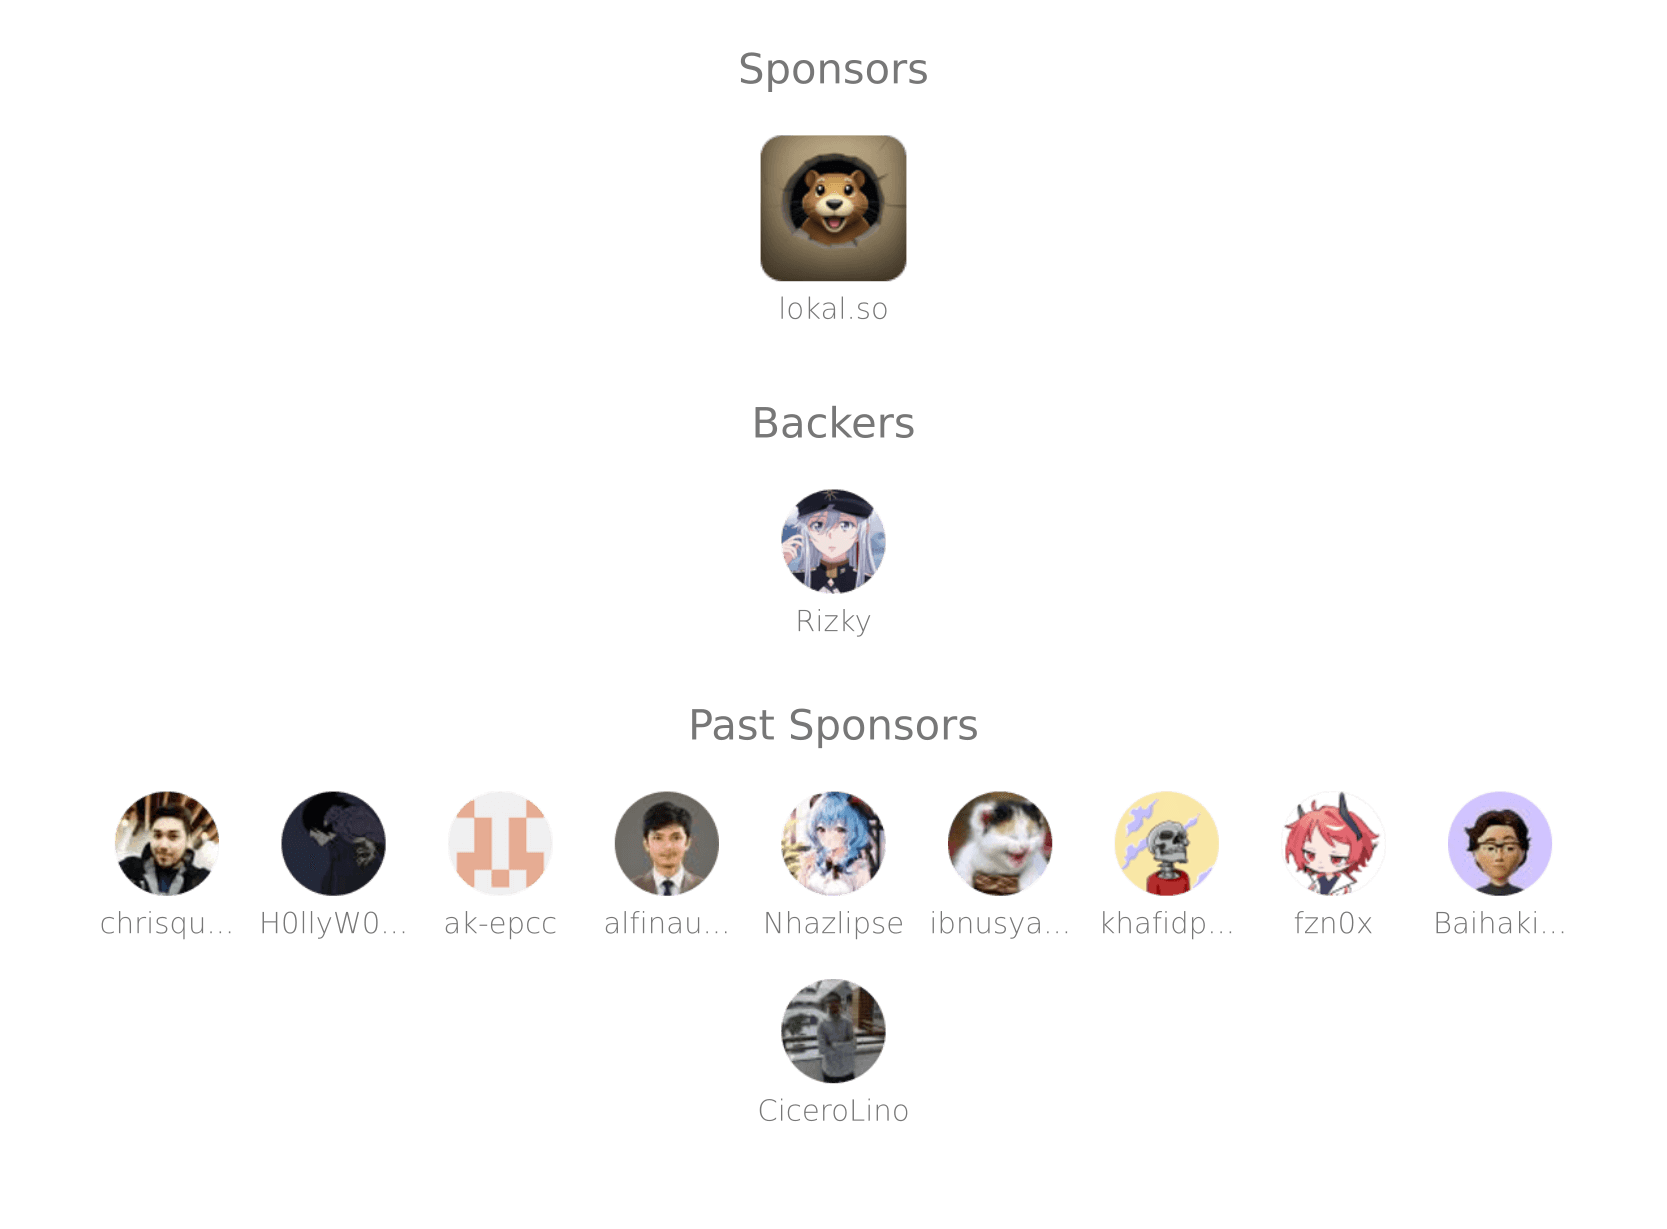 Sponsors
lokal.so
Backers
Rizky
Past Sponsors
chrisqu... H0llyW0... ak-epcc alfinau... Nhazlipse ibnusya... khafidp... fzn0x Baihaki...
CiceroLino